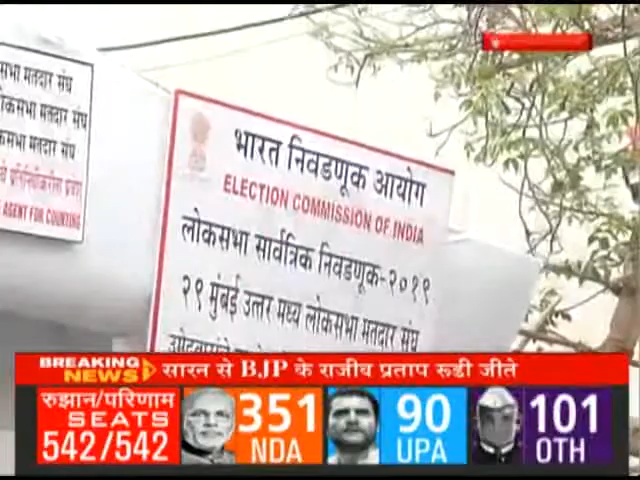 सभा मतदार संघ
लोकसभा मतदार संघ
लोकसभा मतदार संघ
AGENT FOR COUNTING
भारत निवडणूक आयोग
ELECTION COMMISSION OF INDIA
लोकसभा सार्वत्रिक निवडणूक-२०१९
२९ मुंबई उत्तर मध्य लोकसभा मतदार संघ
BREAKING NEWS
सारन से BJP के राजीव प्रताप रूडी जीते
रुझान/परिणाम
SEATS
542/542
351
NDA
90
UPA
101
OTH